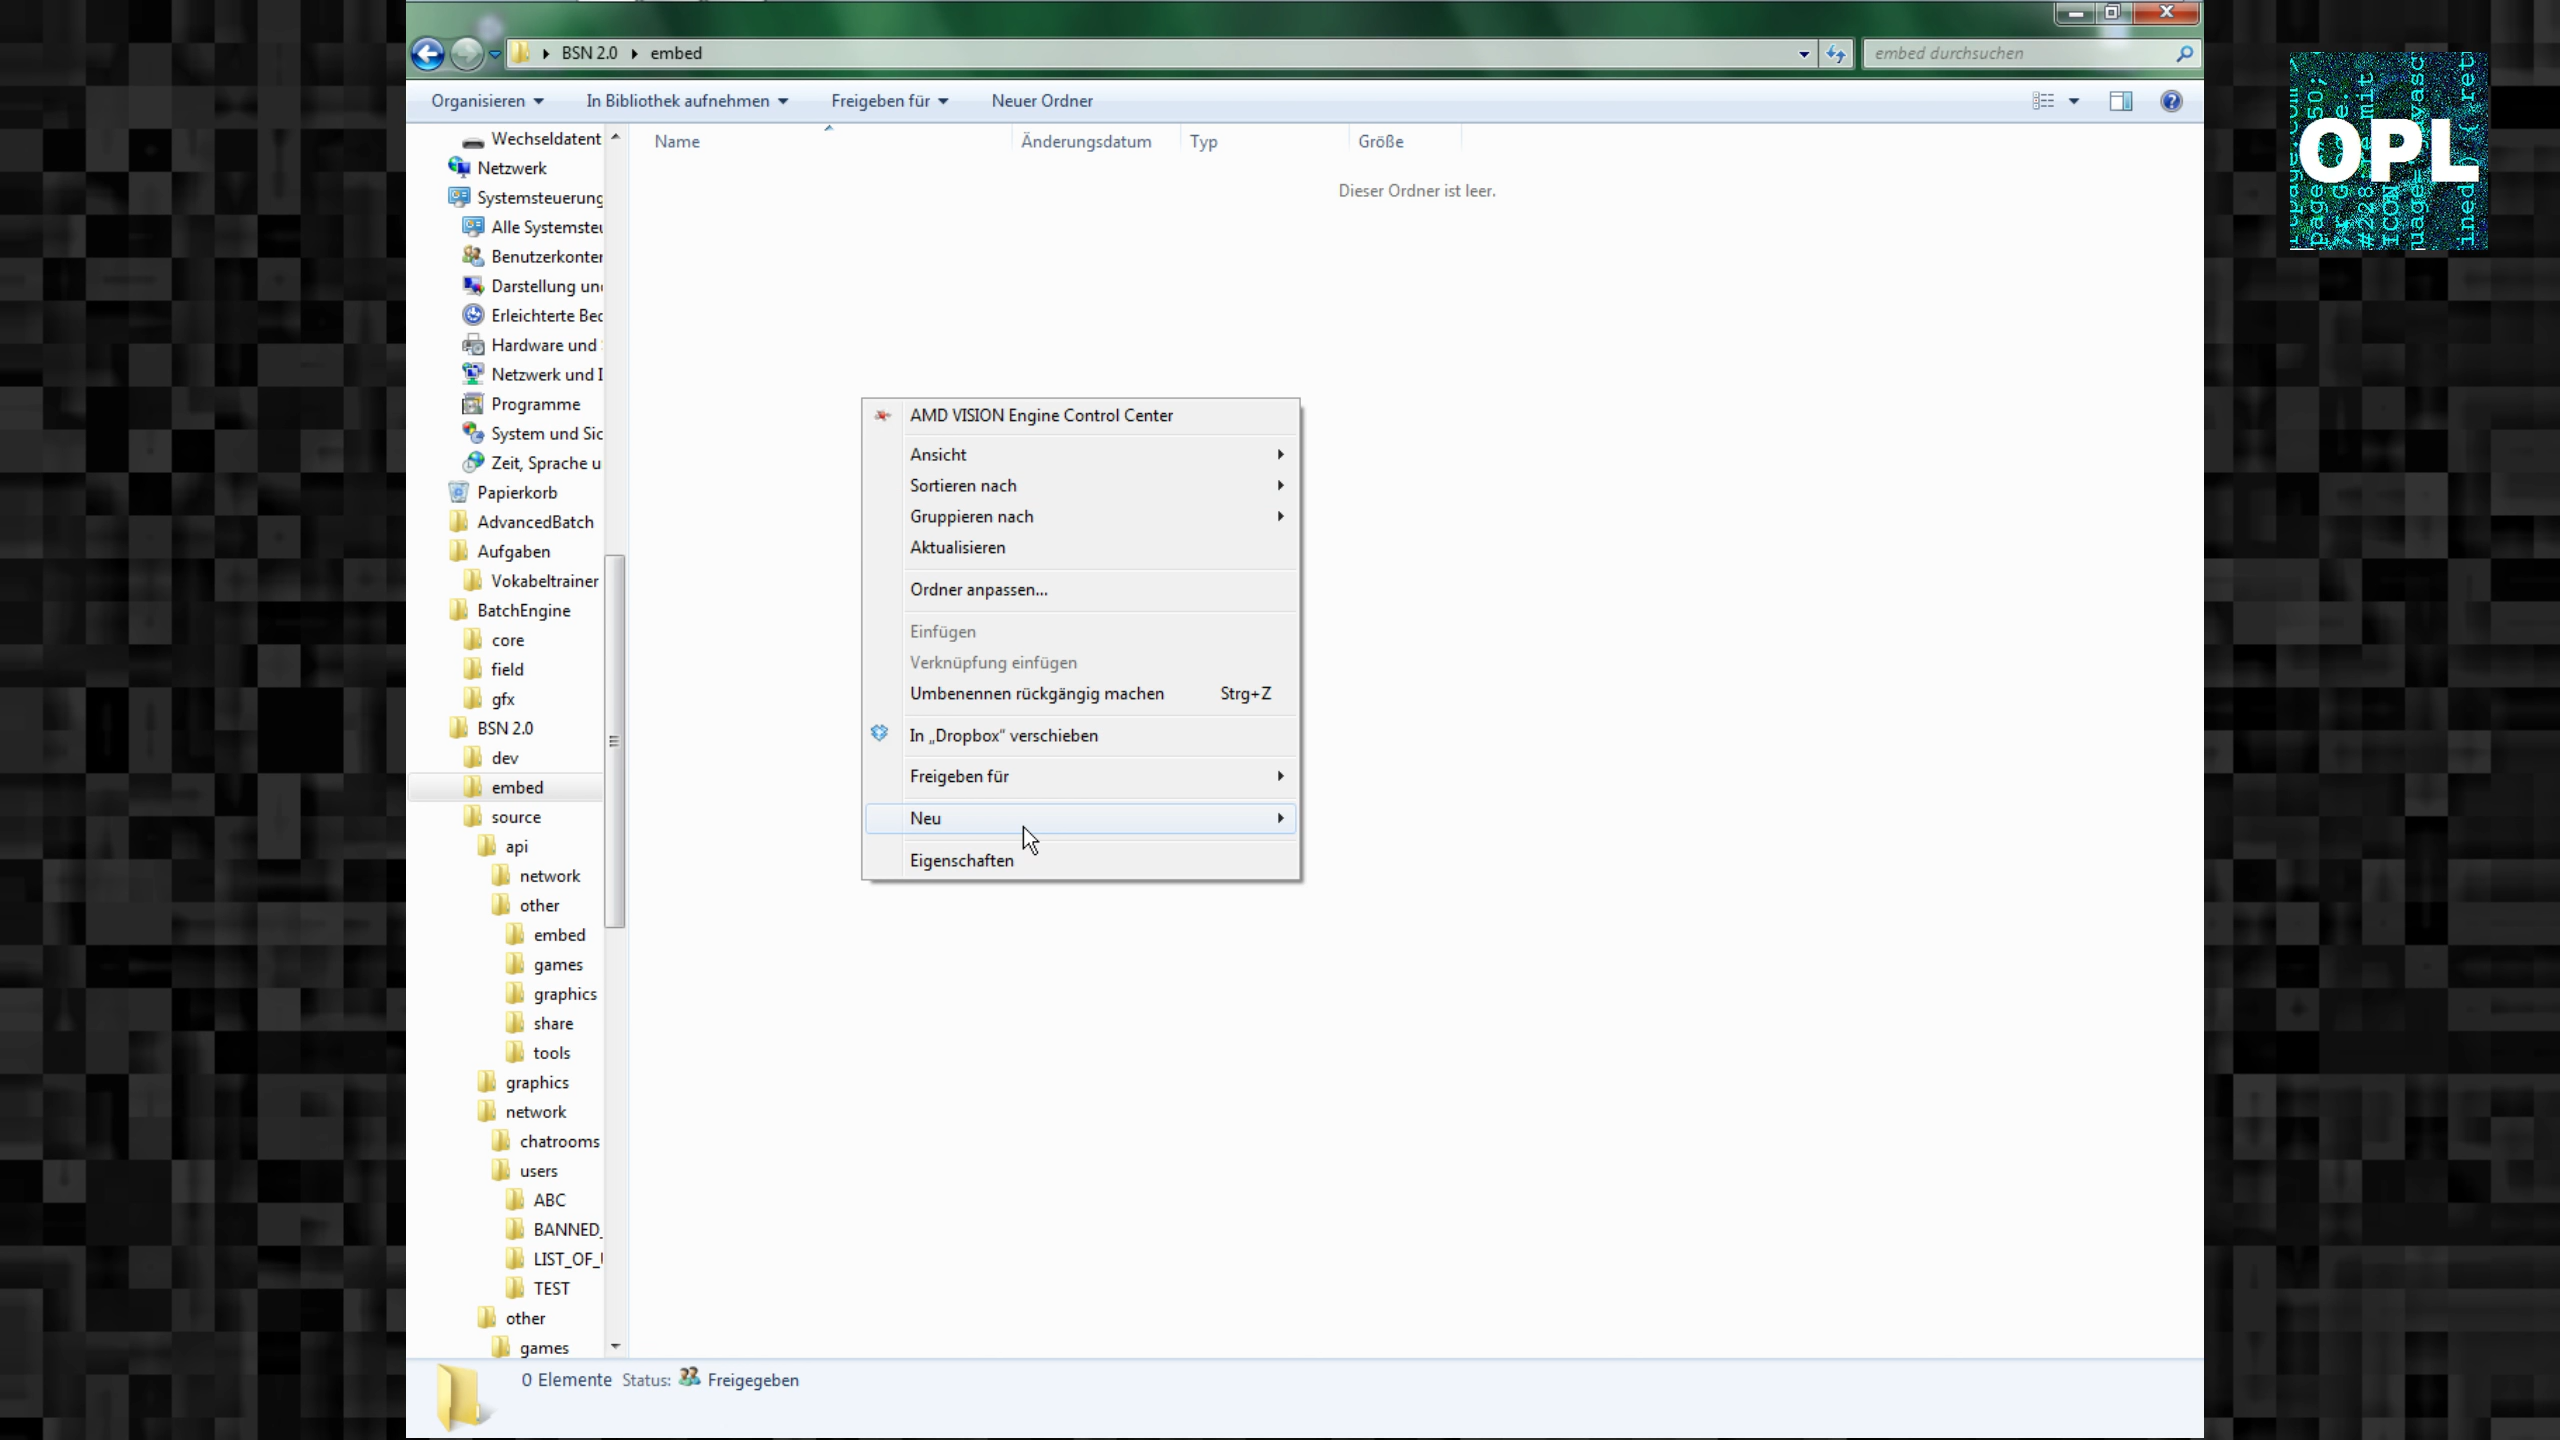 BSN 2.0 embed
embed durchsuchen
Organisieren In Bibliothek aufnehmen Freigeben für Neuer Ordner
Name Änderungsdatum Typ Größe
Dieser Ordner ist leer.
Wechseldatent
Netzwerk
Systemsteuerung
Alle Systemsteu
Benutzerkonten
Darstellung und
Erleichterte Bed
Hardware und
Netzwerk und I
Programme
System und Sic
Zeit, Sprache u
Papierkorb
AdvancedBatch
Aufgaben
Vokabeltrainer
BatchEngine
core
field
gfx
BSN 2.0
dev
embed
source
api
network
other
embed
games
graphics
share
tools
graphics
network
chatrooms
users
ABC
BANNED_
LIST_OF_
TEST
other
games
AMD VISION Engine Control Center
Ansicht
Sortieren nach
Gruppieren nach
Aktualisieren
Ordner anpassen...
Einfügen
Verknüpfung einfügen
Umbenennen rückgängig machen Strg+Z
In „Dropbox“ verschieben
Freigeben für
Neu
Eigenschaften
0 Elemente Status: Freigegeben
OPL